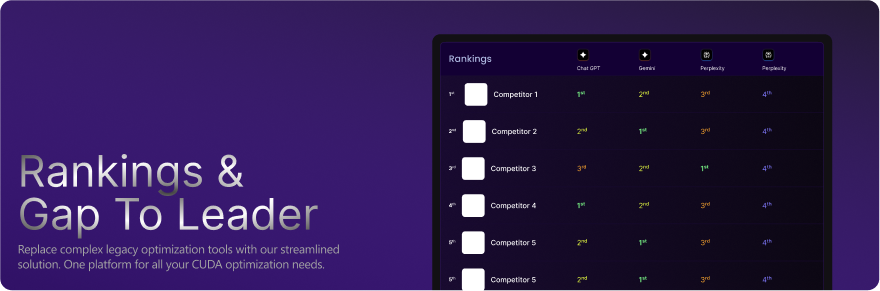 Rankings &
Gap To Leader
Replace complex legacy optimization tools with our streamlined
solution. One platform for all your CUDA optimization needs.
Rankings Chat GPT Gemini Perplexity Perplexity
1st Competitor 1 1st 2nd 3rd 4th
2nd Competitor 2 2nd 1st 3rd 4th
3rd Competitor 3 3rd 2nd 1st 4th
4th Competitor 4 1st 2nd 3rd 4th
5th Competitor 5 2nd 1st 3rd 4th
5th Competitor 5 2nd 1st 3rd 4th